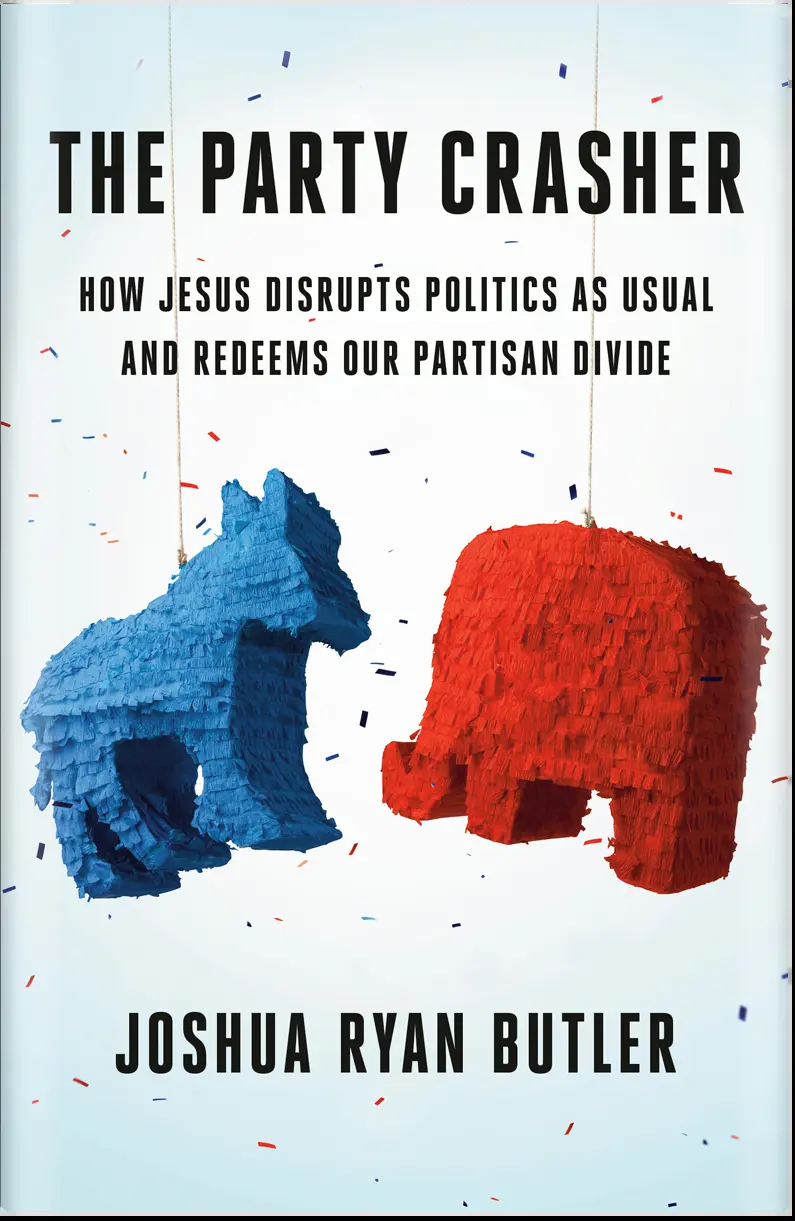 THE PARTY CRASHER
HOW JESUS DISRUPTS POLITICS AS USUAL
AND REDEEMS OUR PARTISAN DIVIDE
JOSHUA RYAN BUTLER